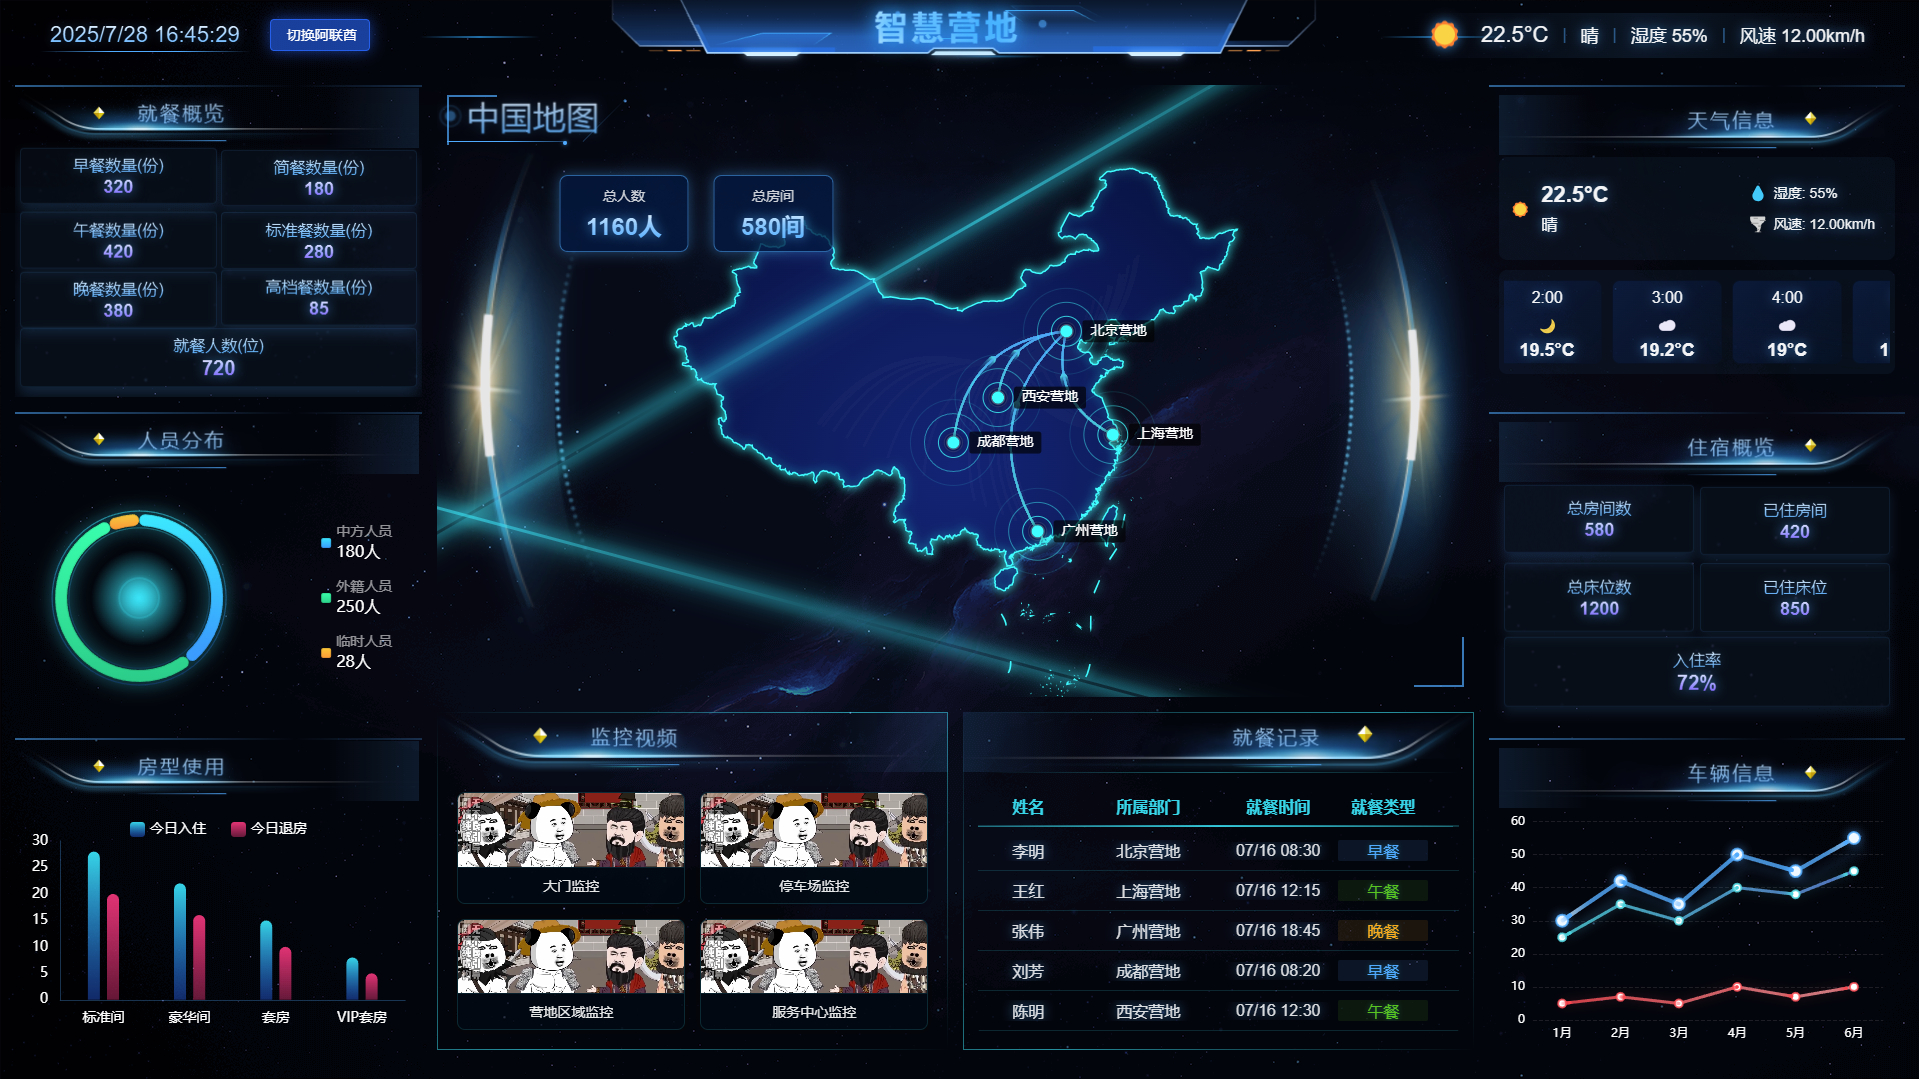 2025/7/28 16:45:29
切换阿联酋
智慧营地
22.5°C
晴
湿度 55%
风速 12.00km/h
就餐概览
早餐数量(份)
320
简餐数量(份)
180
午餐数量(份)
420
标准餐数量(份)
280
晚餐数量(份)
380
高档餐数量(份)
85
就餐人数(位)
720
人员分布
中方人员
180人
外籍人员
250人
临时人员
28人
房型使用
今日入住
今日退房
30
25
20
15
10
5
0
标准间
豪华间
套房
VIP套房
中国地图
总人数
1160人
总房间
580间
北京营地
西安营地
成都营地
上海营地
广州营地
监控视频
大门监控
停车场监控
营地区域监控
服务中心监控
就餐记录
姓名 所属部门 就餐时间 就餐类型
李明 北京营地 07/16 08:30 早餐
王红 上海营地 07/16 12:15 午餐
张伟 广州营地 07/16 18:45 晚餐
刘芳 成都营地 07/16 08:20 早餐
陈明 西安营地 07/16 12:30 午餐
天气信息
22.5°C
晴
湿度: 55%
风速: 12.00km/h
2:00
19.5°C
3:00
19.2°C
4:00
19°C
1
住宿概览
总房间数
580
已住房间
420
总床位数
1200
已住床位
850
入住率
72%
车辆信息
60
50
40
30
20
10
0
1月
2月
3月
4月
5月
6月